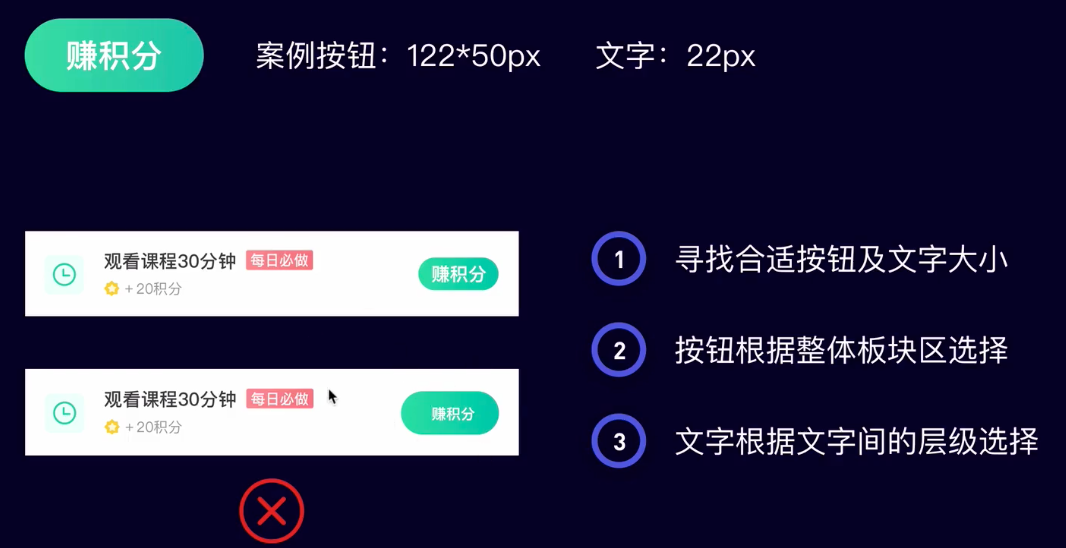 赚积分 案例按钮：122*50px 文字：22px
观看课程30分钟 每日必做
+20积分
赚积分
观看课程30分钟 每日必做
+20积分
赚积分
1 寻找合适按钮及文字大小
2 按钮根据整体板块区选择
3 文字根据文字间的层级选择